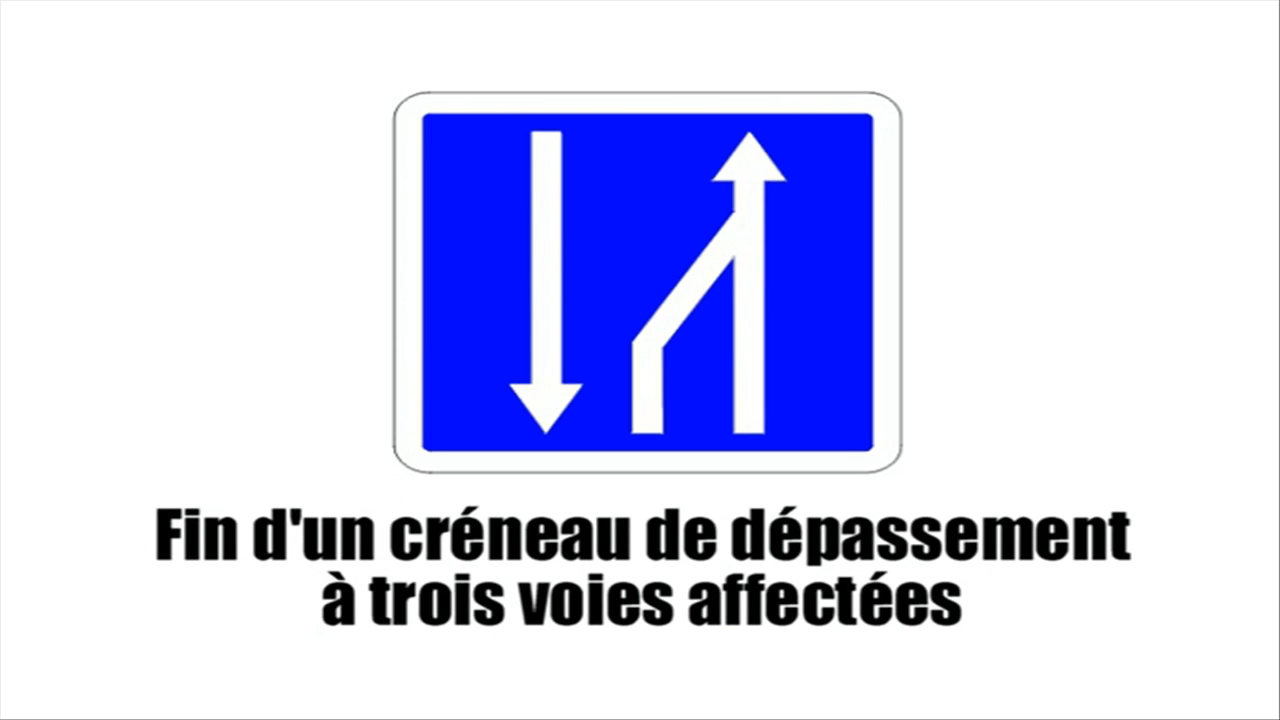 Fin d'un créneau de dépassement
à trois voies affectées